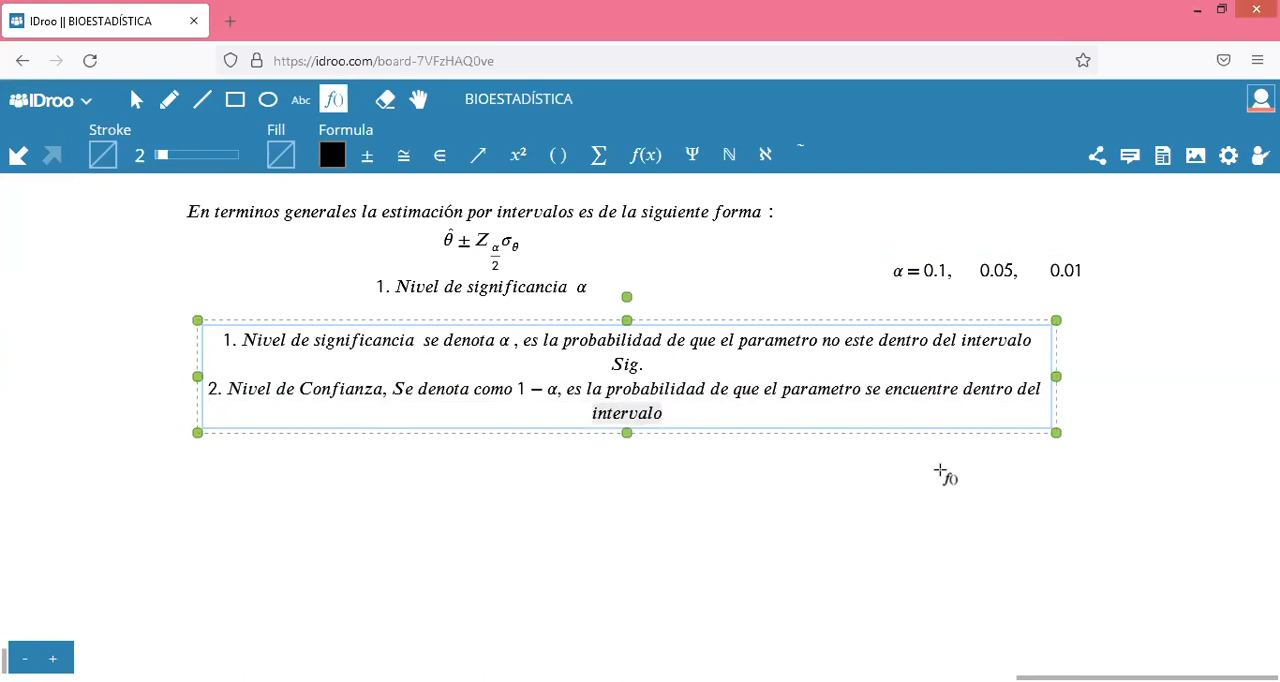 IDroo || BIOESTADÍSTICA
https://idroo.com/board-7VFzHAQ0ve
IDroo
Abc
f()
BIOESTADÍSTICA
Stroke
Fill
Formula
2
± ≅ ∈ x² ( ) ∑ f(x) Ψ ℕ ℵ ~
En terminos generales la estimación por intervalos es de la siguiente forma :
θ̂ ± Z_{α/2} σ_θ
α = 0.1, 0.05, 0.01
1. Nivel de significancia α
1. Nivel de significancia se denota α , es la probabilidad de que el parametro no este dentro del intervalo
Sig.
2. Nivel de Confianza, Se denota como 1 − α, es la probabilidad de que el parametro se encuentre dentro del
intervalo
f()
- +